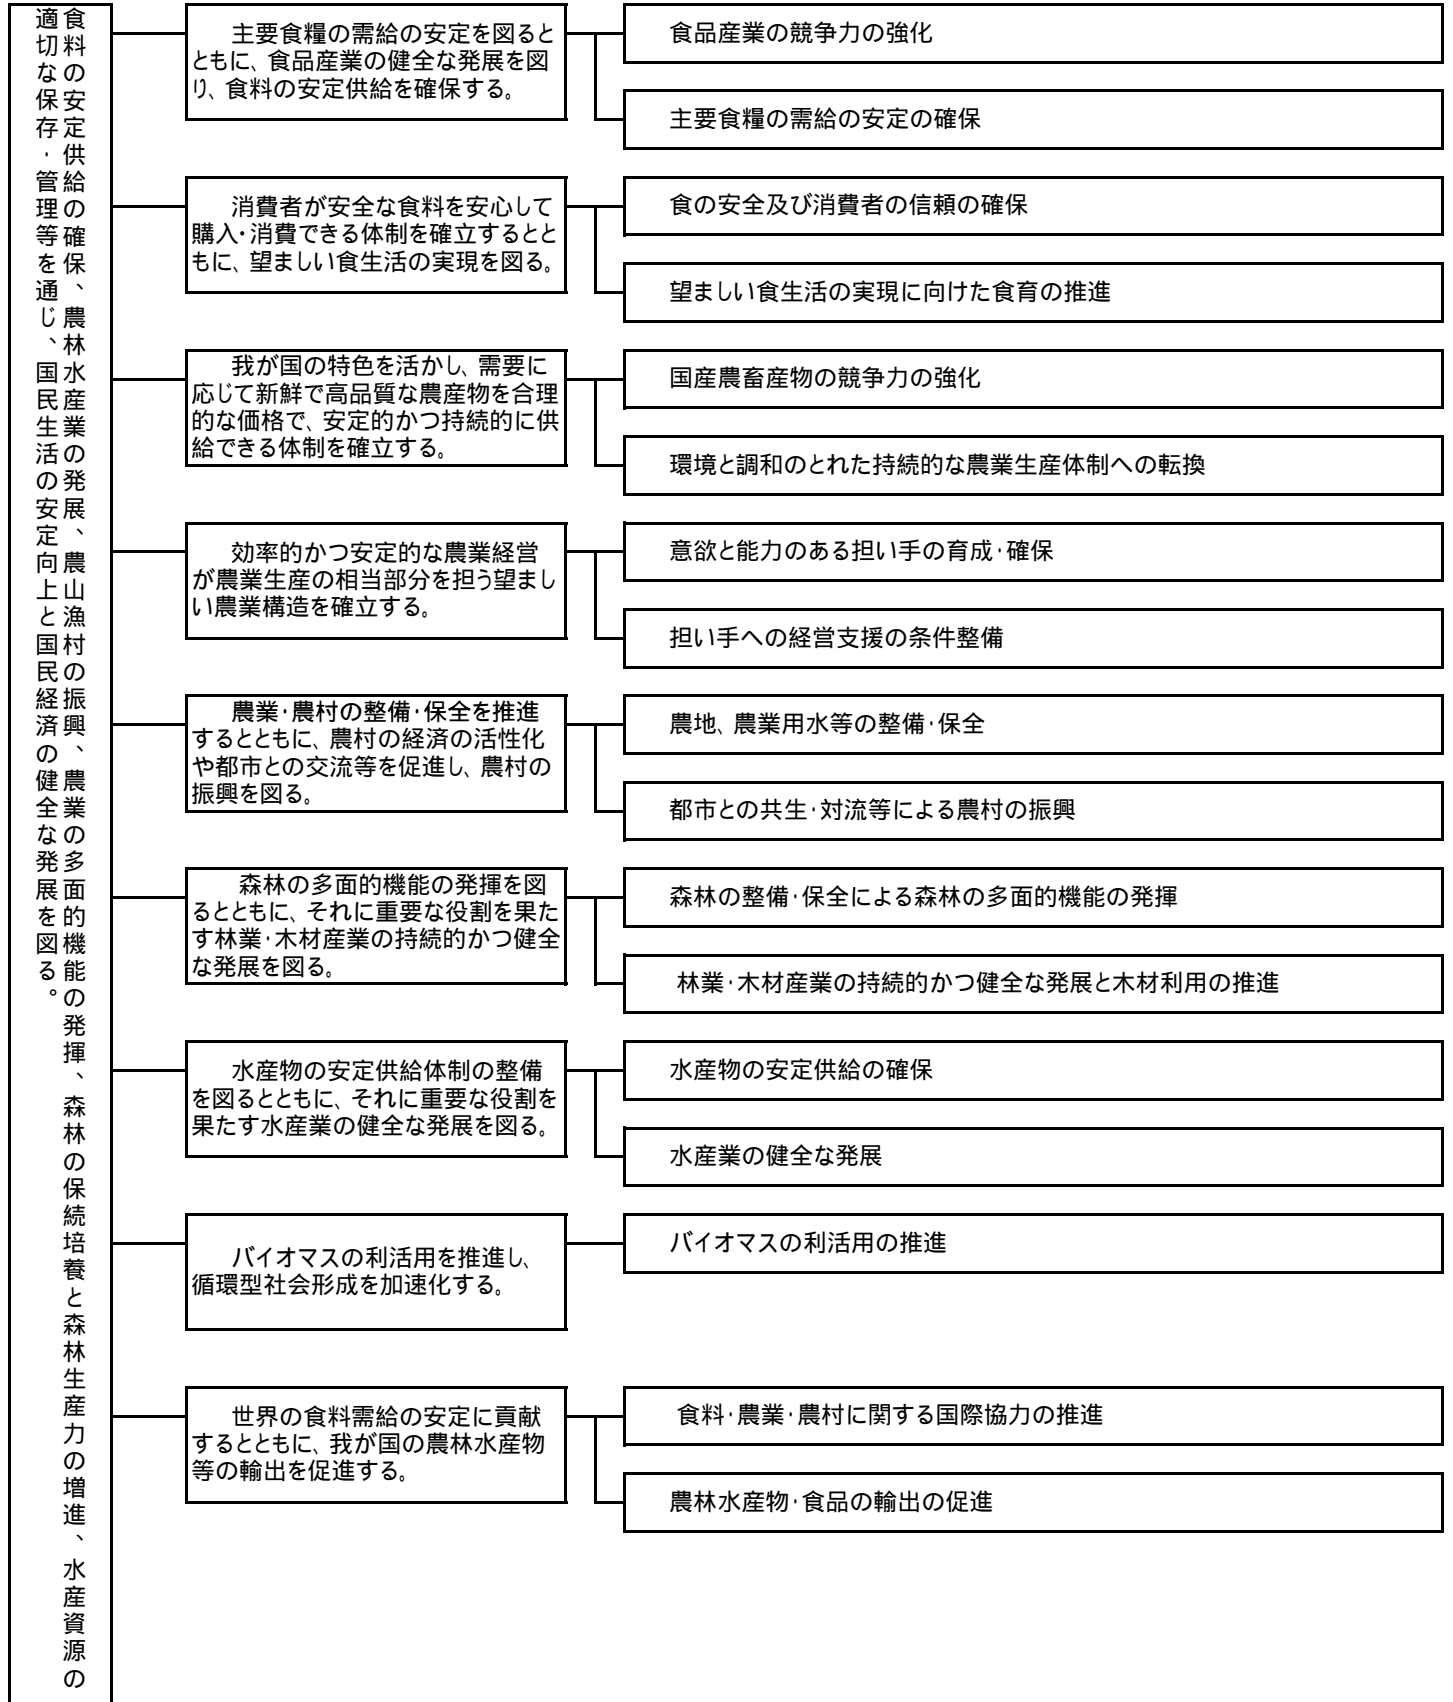 食料の安定供給の確保、農林水産業の発展、農山漁村の振興、農業の多面的機能の発揮、森林の保続培養と森林生産力の増進、水産資源の
適切な保存・管理等を通じ、国民生活の安定向上と国民経済の健全な発展を図る。
主要食糧の需給の安定を図ると
ともに、食品産業の健全な発展を図
り、食料の安定供給を確保する。
食品産業の競争力の強化
主要食糧の需給の安定の確保
消費者が安全な食料を安心して
購入・消費できる体制を確立するとと
もに、望ましい食生活の実現を図る。
食の安全及び消費者の信頼の確保
望ましい食生活の実現に向けた食育の推進
我が国の特色を活かし、需要に
応じて新鮮で高品質な農産物を合理
的な価格で、安定的かつ持続的に供
給できる体制を確立する。
国産農畜産物の競争力の強化
環境と調和のとれた持続的な農業生産体制への転換
効率的かつ安定的な農業経営
が農業生産の相当部分を担う望まし
い農業構造を確立する。
意欲と能力のある担い手の育成・確保
担い手への経営支援の条件整備
農業・農村の整備・保全を推進
するとともに、農村の経済の活性化
や都市との交流等を促進し、農村の
振興を図る。
農地、農業用水等の整備・保全
都市との共生・対流等による農村の振興
森林の多面的機能の発揮を図
るとともに、それに重要な役割を果た
す林業・木材産業の持続的かつ健全
な発展を図る。
森林の整備・保全による森林の多面的機能の発揮
林業・木材産業の持続的かつ健全な発展と木材利用の推進
水産物の安定供給体制の整備
を図るとともに、それに重要な役割を
果たす水産業の健全な発展を図る。
水産物の安定供給の確保
水産業の健全な発展
バイオマスの利活用を推進し、
循環型社会形成を加速化する。
バイオマスの利活用の推進
世界の食料需給の安定に貢献
するとともに、我が国の農林水産物
等の輸出を促進する。
食料・農業・農村に関する国際協力の推進
農林水産物・食品の輸出の促進